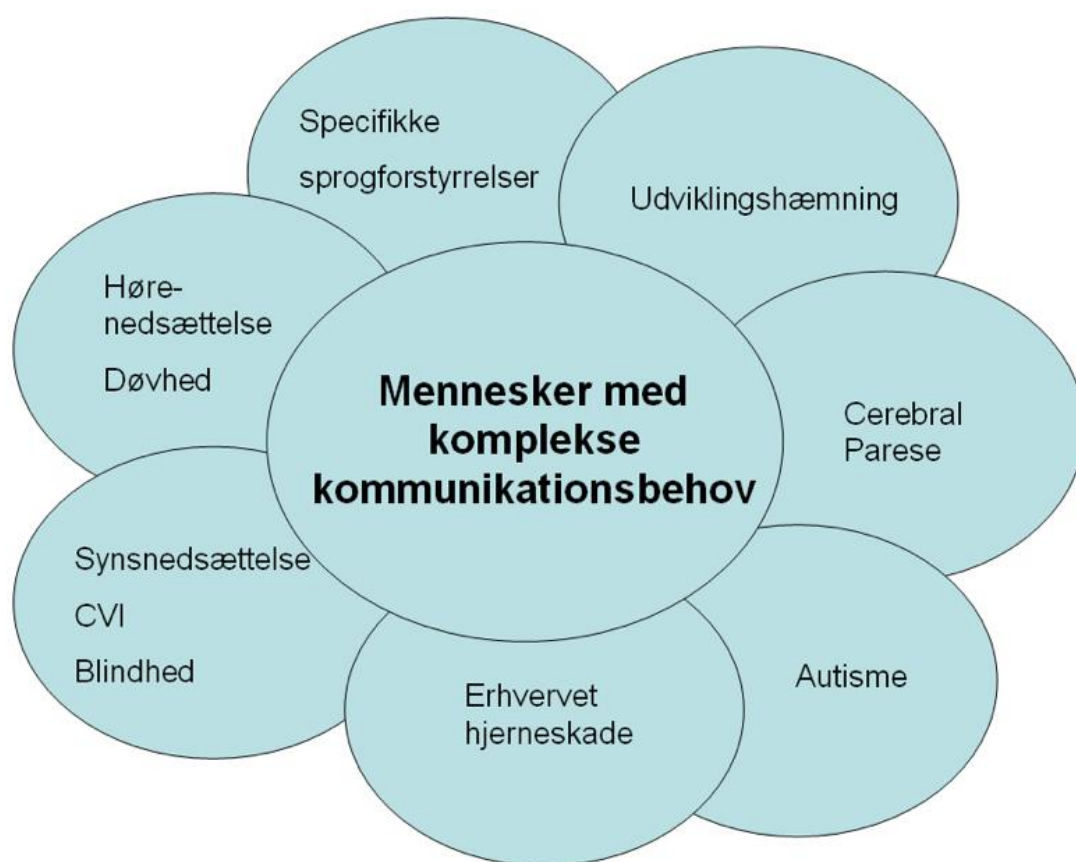 Specifikke
sprogforstyrrelser
Udviklingshæmning
Høre-
nedsættelse
Døvhed
Mennesker med
komplekse
kommunikationsbehov
Cerebral
Parese
Synsnedsættelse
CVI
Blindhed
Erhvervet
hjerneskade
Autisme